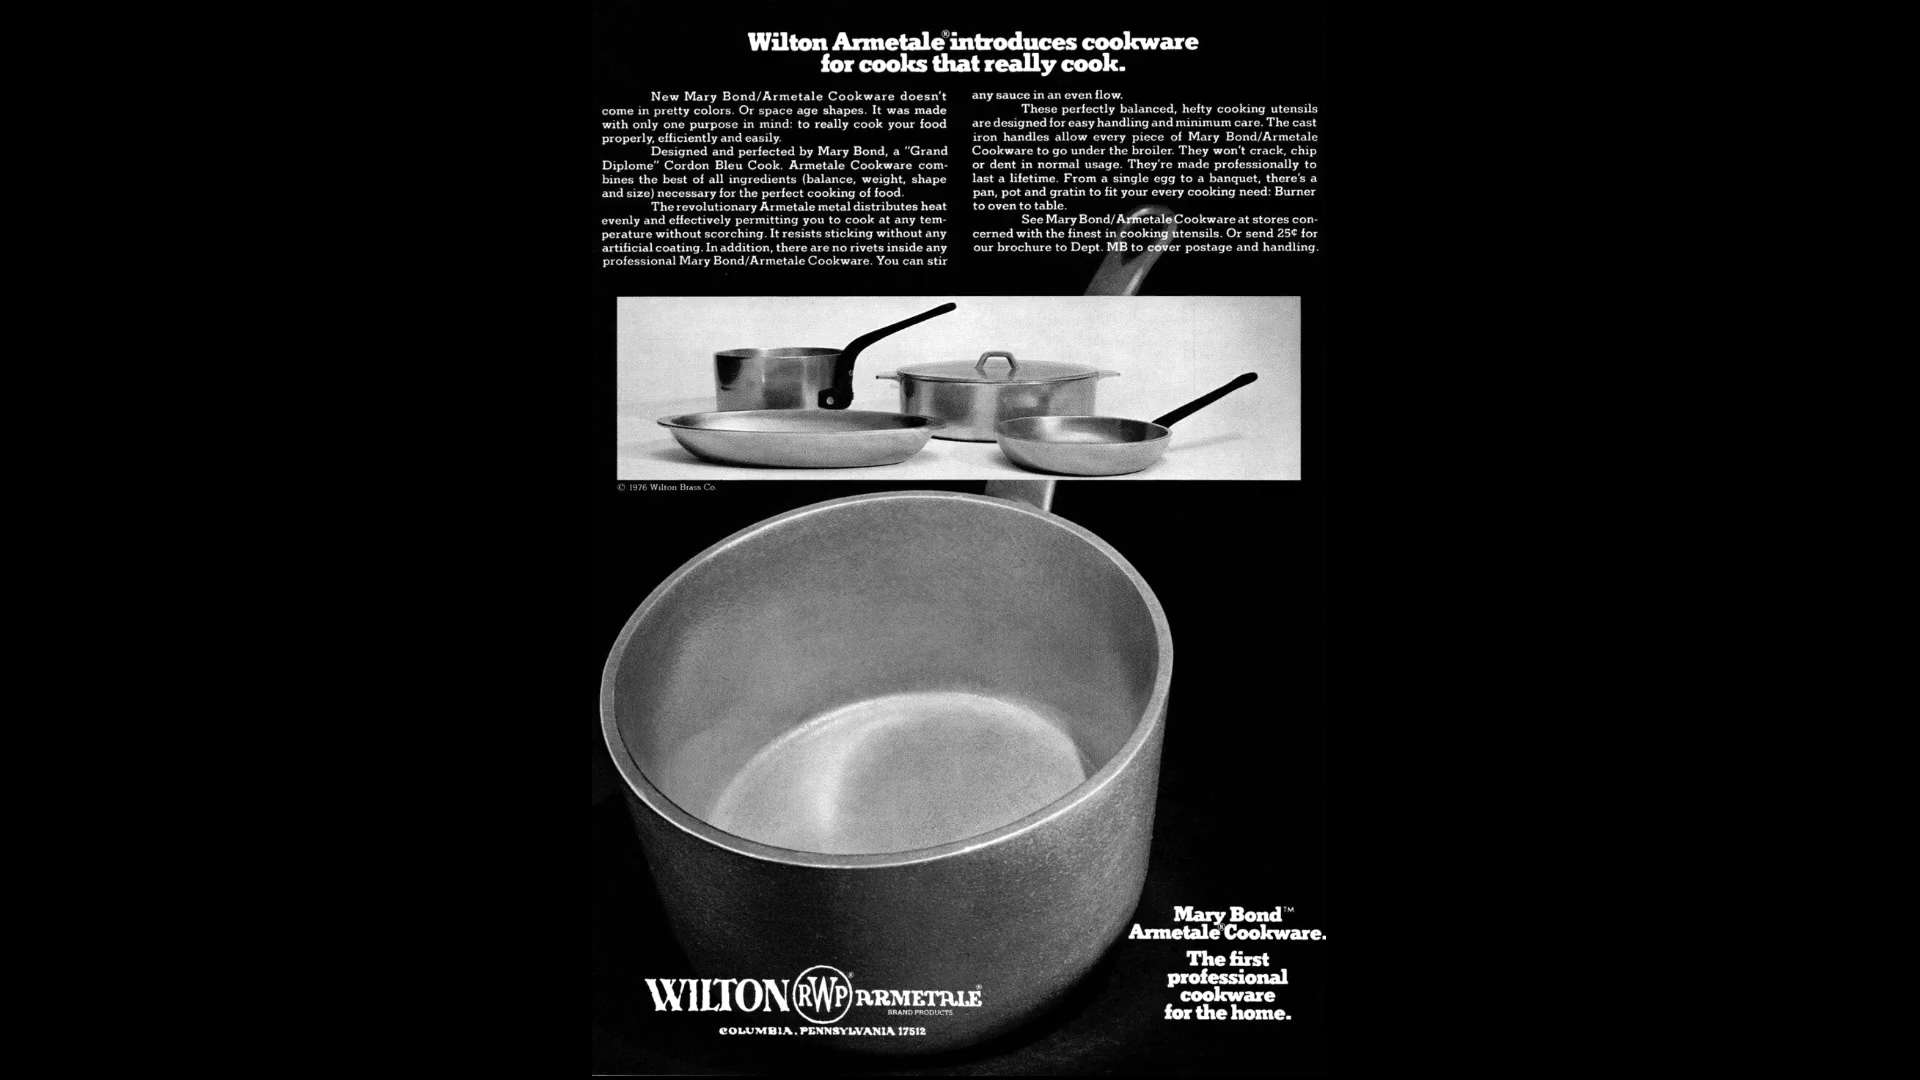 Wilton Armetale® introduces cookware
for cooks that really cook.
New Mary Bond/Armetale Cookware doesn't
come in pretty colors. Or space age shapes. It was made
with only one purpose in mind: to really cook your food
properly, efficiently and easily.
Designed and perfected by Mary Bond, a "Grand
Diplome" Cordon Bleu Cook. Armetale Cookware com-
bines the best of all ingredients (balance, weight, shape
and size) necessary for the perfect cooking of food.
The revolutionary Armetale metal distributes heat
evenly and effectively permitting you to cook at any tem-
perature without scorching. It resists sticking without any
artificial coating. In addition, there are no rivets inside any
professional Mary Bond/Armetale Cookware. You can stir
any sauce in an even flow.
These perfectly balanced, hefty cooking utensils
are designed for easy handling and minimum care. The cast
iron handles allow every piece of Mary Bond/Armetale
Cookware to go under the broiler. They won't crack, chip
or dent in normal usage. They're made professionally to
last a lifetime. From a single egg to a banquet, there's a
pan, pot and gratin to fit your every cooking need: Burner
to oven to table.
See Mary Bond/Armetale Cookware at stores con-
cerned with the finest in cooking utensils. Or send 25¢ for
our brochure to Dept. MB to cover postage and handling.
© 1976 Wilton Brass Co.
Mary Bond™
Armetale® Cookware.
The first
professional
cookware
for the home.
WILTON RWP® ARMETALE®
BRAND PRODUCTS
COLUMBIA, PENNSYLVANIA 17512